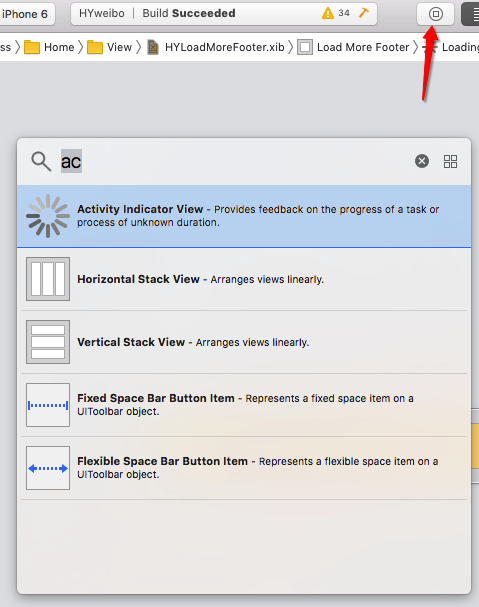 iPhone 6 HYweibo | Build Succeeded 34
ss Home View HYLoadMoreFooter.xib Load More Footer Loading
ac
Activity Indicator View - Provides feedback on the progress of a task or
process of unknown duration.
Horizontal Stack View - Arranges views linearly.
Vertical Stack View - Arranges views linearly.
Fixed Space Bar Button Item - Represents a fixed space item on a
UIToolbar object.
Flexible Space Bar Button Item - Represents a flexible space item on a
UIToolbar object.